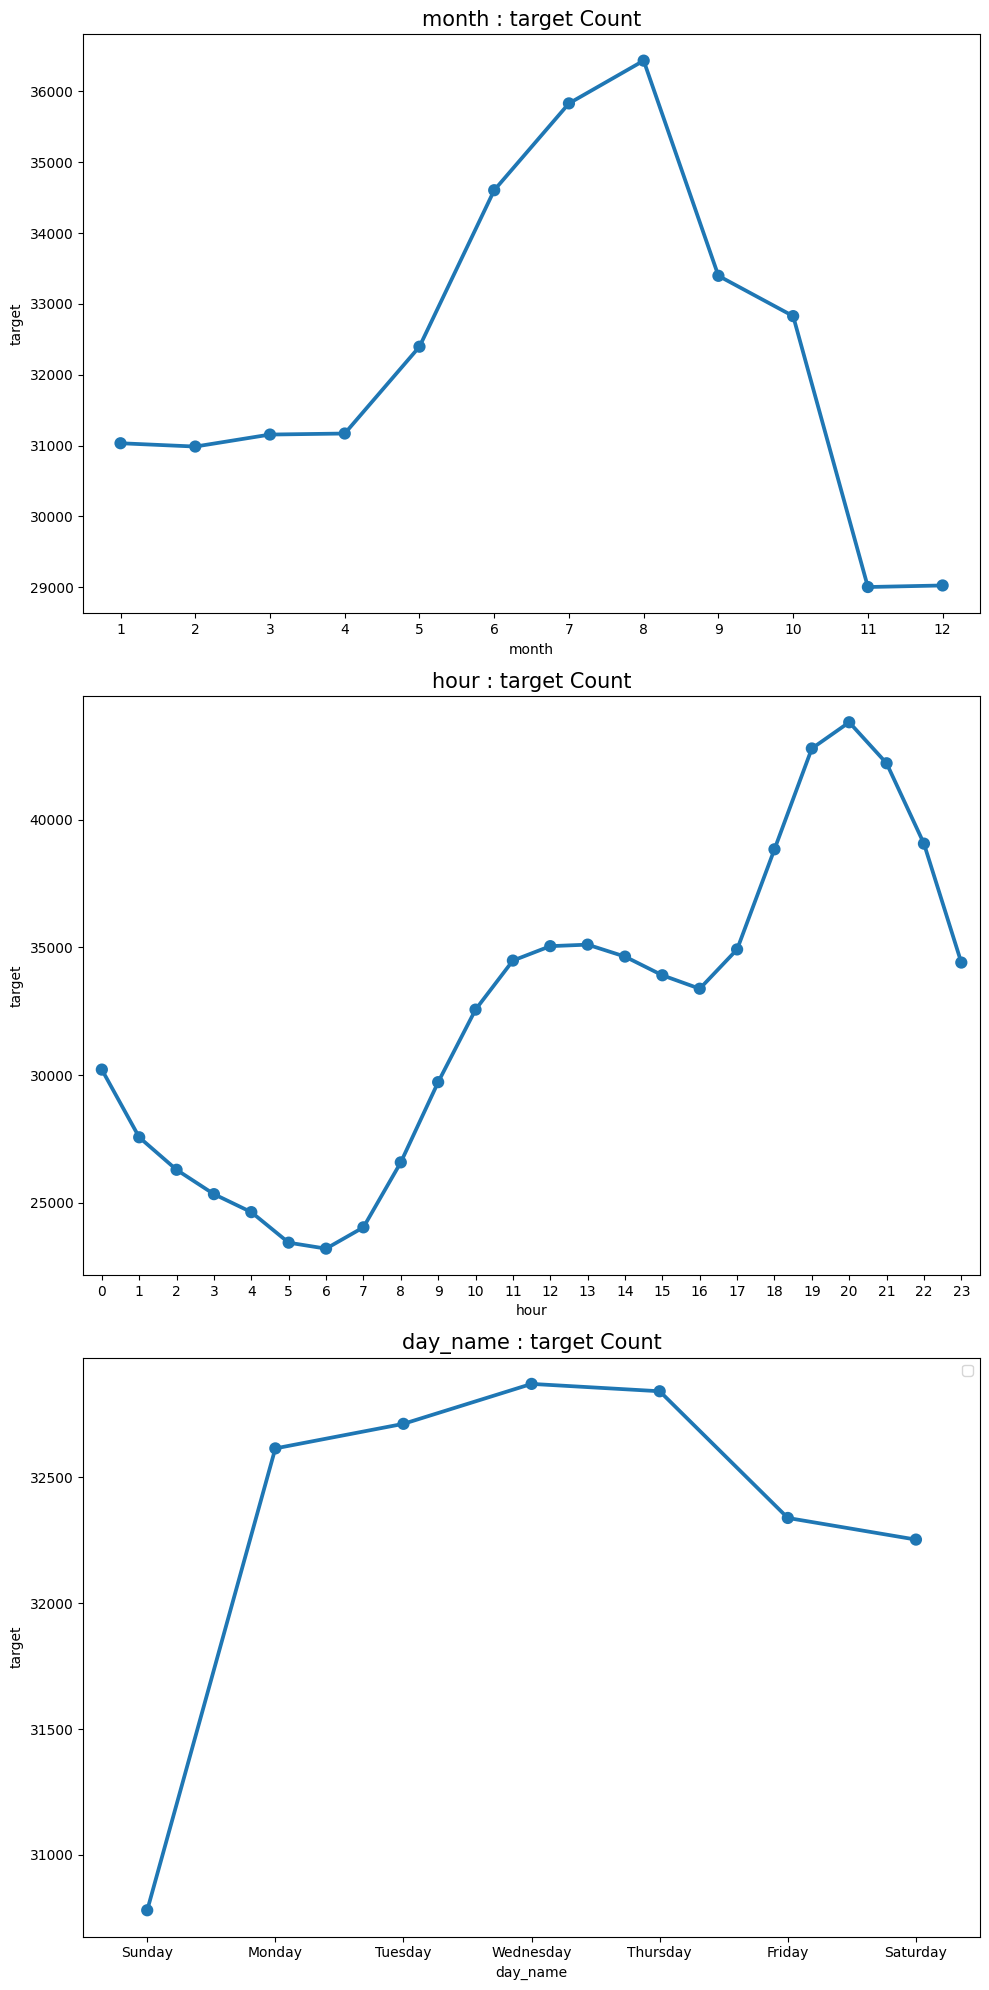 month : target Count
36000
35000
34000
33000
32000
31000
30000
29000
target
1 2 3 4 5 6 7 8 9 10 11 12
month
hour : target Count
40000
35000
30000
25000
target
0 1 2 3 4 5 6 7 8 9 10 11 12 13 14 15 16 17 18 19 20 21 22 23
hour
day_name : target Count
32500
32000
31500
31000
target
Sunday Monday Tuesday Wednesday Thursday Friday Saturday
day_name